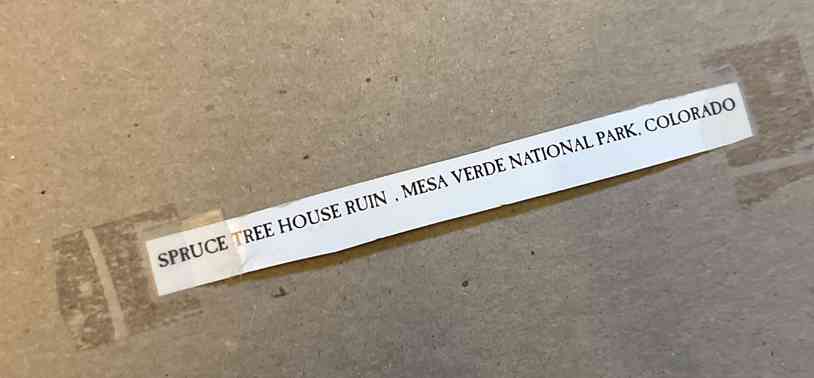 SPRUCE TREE HOUSE RUIN , MESA VERDE NATIONAL PARK, COLORADO